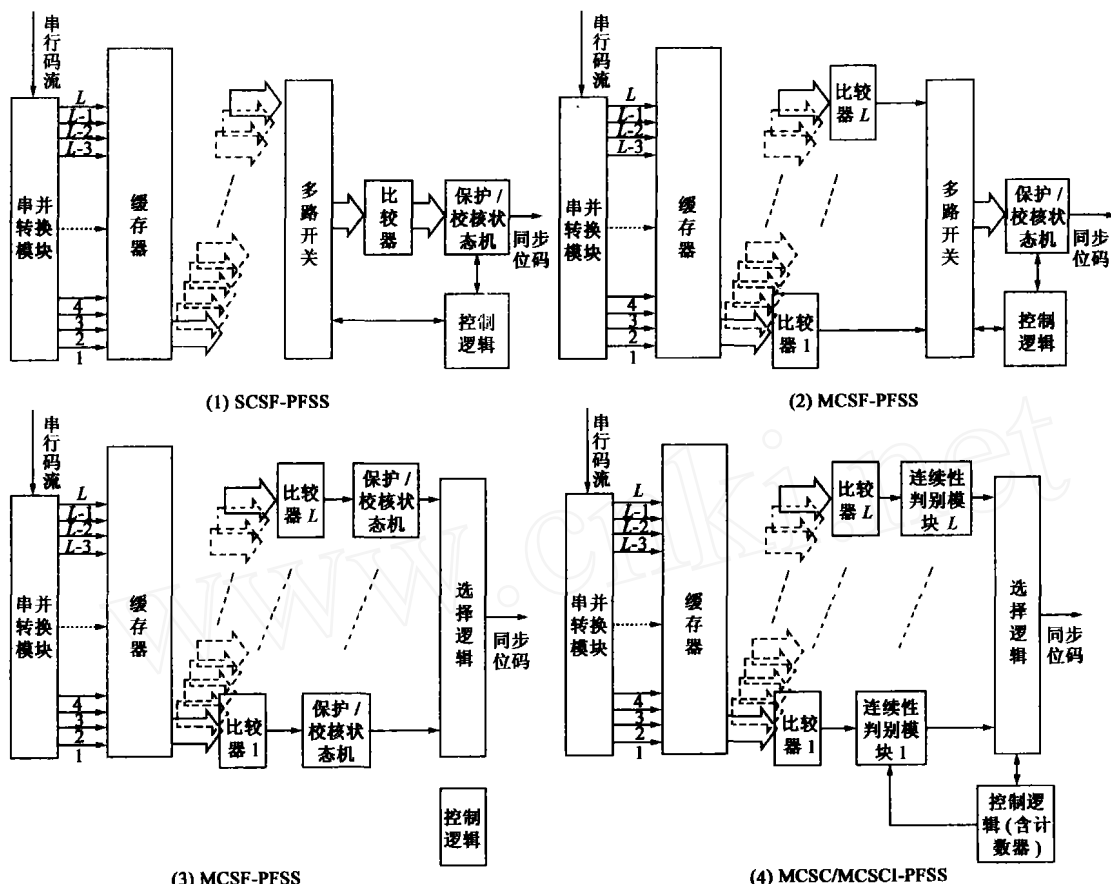 串行码流
L
L-1
L-2
L-3
4
3
2
1
串并
转换
模块
缓存器
多路开关
比较器
保护/
校核状
态机
同步
位码
控制
逻辑
(1) SCSF-PFSS
串行码流
L
L-1
L-2
L-3
4
3
2
1
串并
转换
模块
缓存器
比较
器 L
比较
器 1
多路开关
保护/
校核状
态机
同步
位码
控制
逻辑
(2) MCSF-PFSS
串行码流
L
L-1
L-2
L-3
4
3
2
1
串并
转换
模块
缓存器
比较
器 L
保护/
校核状
态机
比较
器 1
保护/
校核状
态机
选择逻辑
同步
位码
控制
逻辑
(3) MCSF-PFSS
串行码流
L
L-1
L-2
L-3
4
3
2
1
串并
转换
模块
缓存器
比较
器 L
连续性
判别模
块 L
比较
器 1
连续性
判别模
块 1
选择逻辑
同步
位码
控制逻
辑(含计
数器)
(4) MCSC/MCSCI-PFSS
www.cnki.net